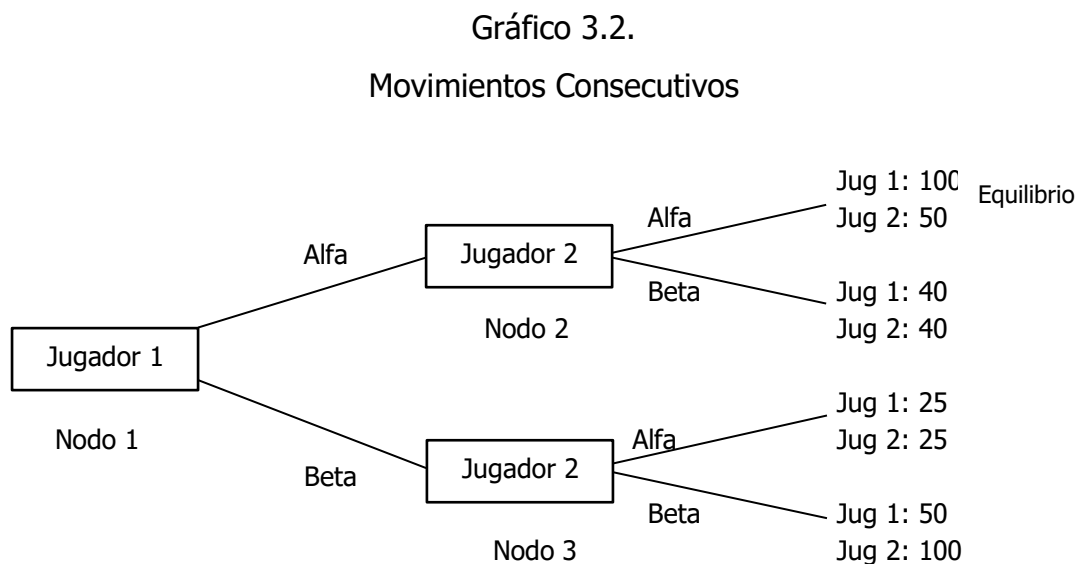 Gráfico 3.2.
Movimientos Consecutivos
Jug 1: 100
Equilibrio
Jug 2: 50
Alfa
Alfa
Jugador 2
Beta
Jug 1: 40
Nodo 2
Jug 2: 40
Jugador 1
Jug 1: 25
Nodo 1
Alfa
Jug 2: 25
Beta
Jugador 2
Beta
Jug 1: 50
Nodo 3
Jug 2: 100